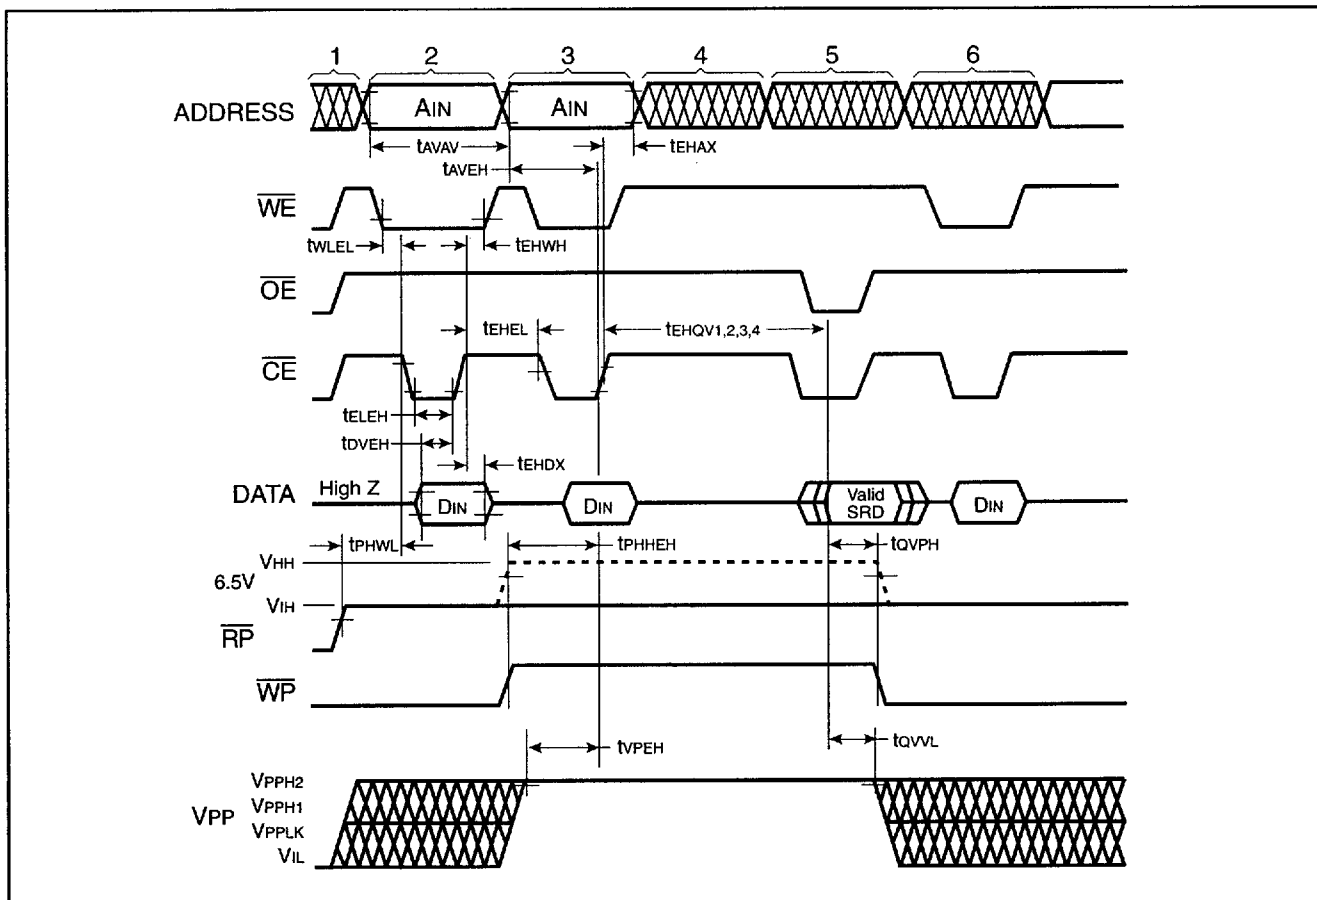 1 2 3 4 5 6
ADDRESS AIN AIN
tAVAV tEHAX
tAVEH
WE
tWLEL tEHWH
OE
tEHEL tEHQV1,2,3,4
CE
tELEH
tDVEH
tEHDX
DATA High Z DIN DIN Valid SRD DIN
tPHWL tPHHEH tQVPH
VHH
6.5V
VIH
RP
WP
tVPEH tQVVL
VPPH2
VPP VPPH1
VPPLK
VIL